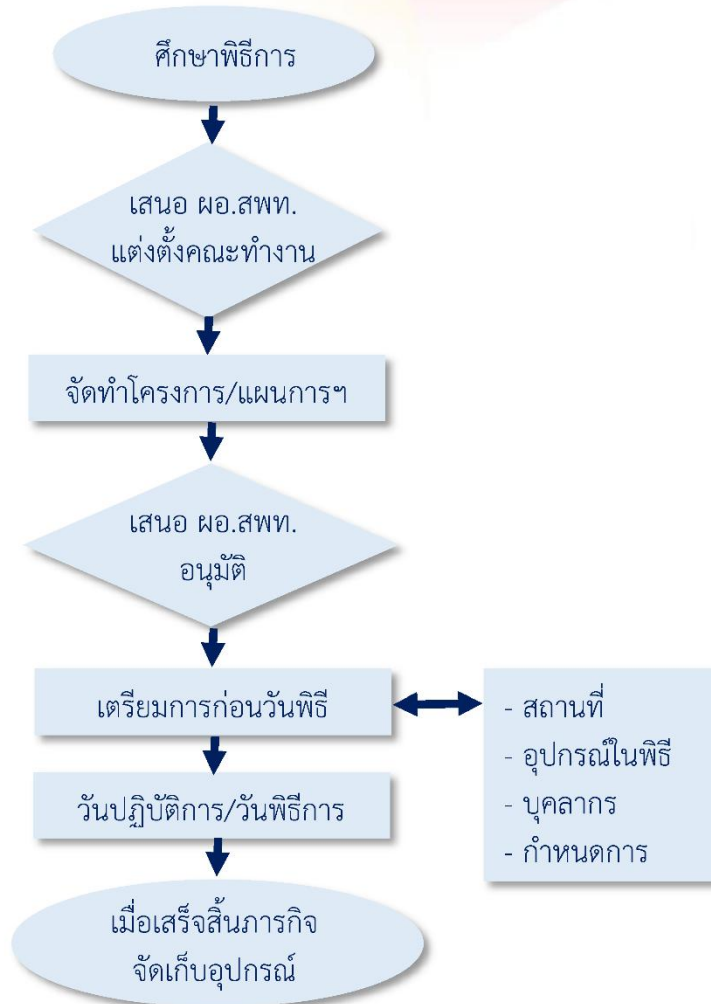 ศึกษาพิธีการ
เสนอ ผอ.สพท.
แต่งตั้งคณะทำงาน
จัดทำโครงการ/แผนการฯ
เสนอ ผอ.สพท.
อนุมัติ
เตรียมการก่อนวันพิธี
- สถานที่
- อุปกรณ์ในพิธี
- บุคลากร
- กำหนดการ
วันปฏิบัติการ/วันพิธีการ
เมื่อเสร็จสิ้นภารกิจ
จัดเก็บอุปกรณ์